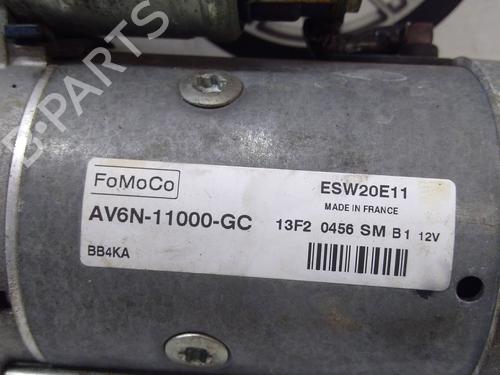 B-PARTS
FoMoCo
ESW20E11
MADE IN FRANCE
AV6N-11000-GC
13F2 0456 SM B1 12V
BB4KA